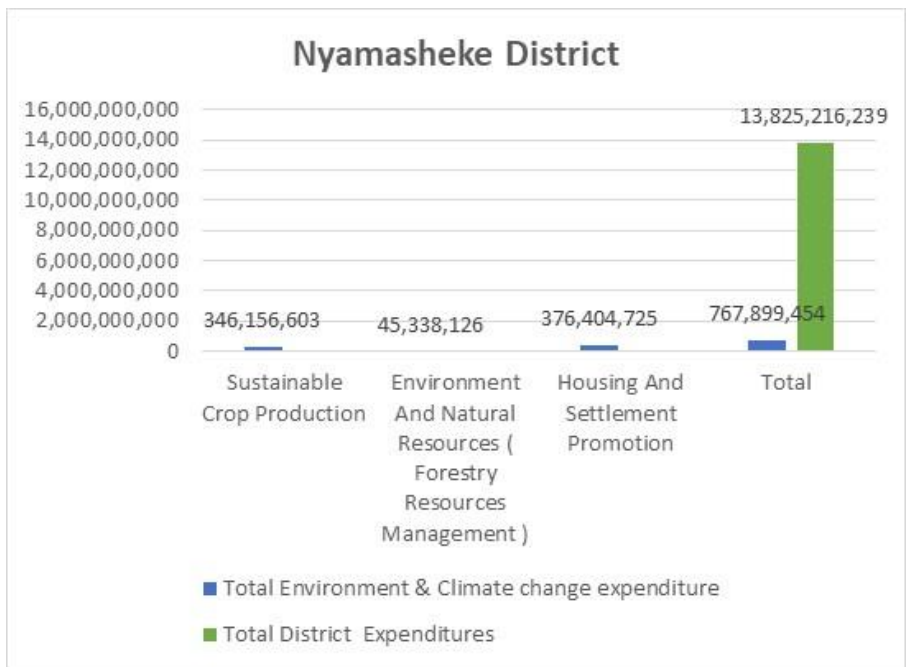 Nyamasheke District
16,000,000,000
14,000,000,000
12,000,000,000
10,000,000,000
8,000,000,000
6,000,000,000
4,000,000,000
2,000,000,000
0
346,156,603
45,338,126
376,404,725
767,899,454
13,825,216,239
Sustainable
Crop Production
Environment
And Natural
Resources (
Forestry
Resources
Management )
Housing And
Settlement
Promotion
Total
Total Environment & Climate change expenditure
Total District Expenditures